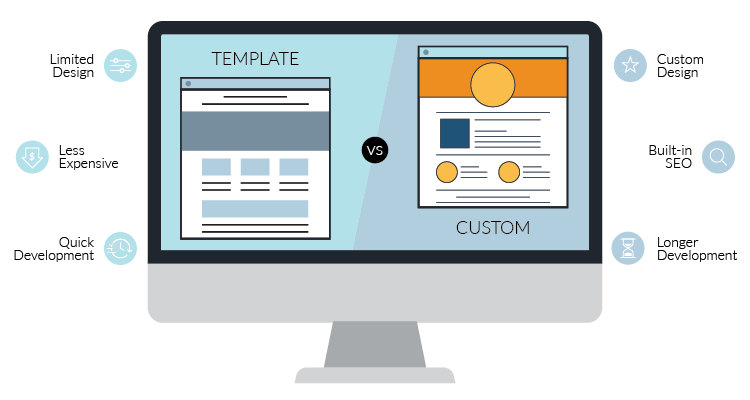 TEMPLATE
VS
CUSTOM
Limited
Design
Less
Expensive
Quick
Development
Custom
Design
Built-in
SEO
Longer
Development
$